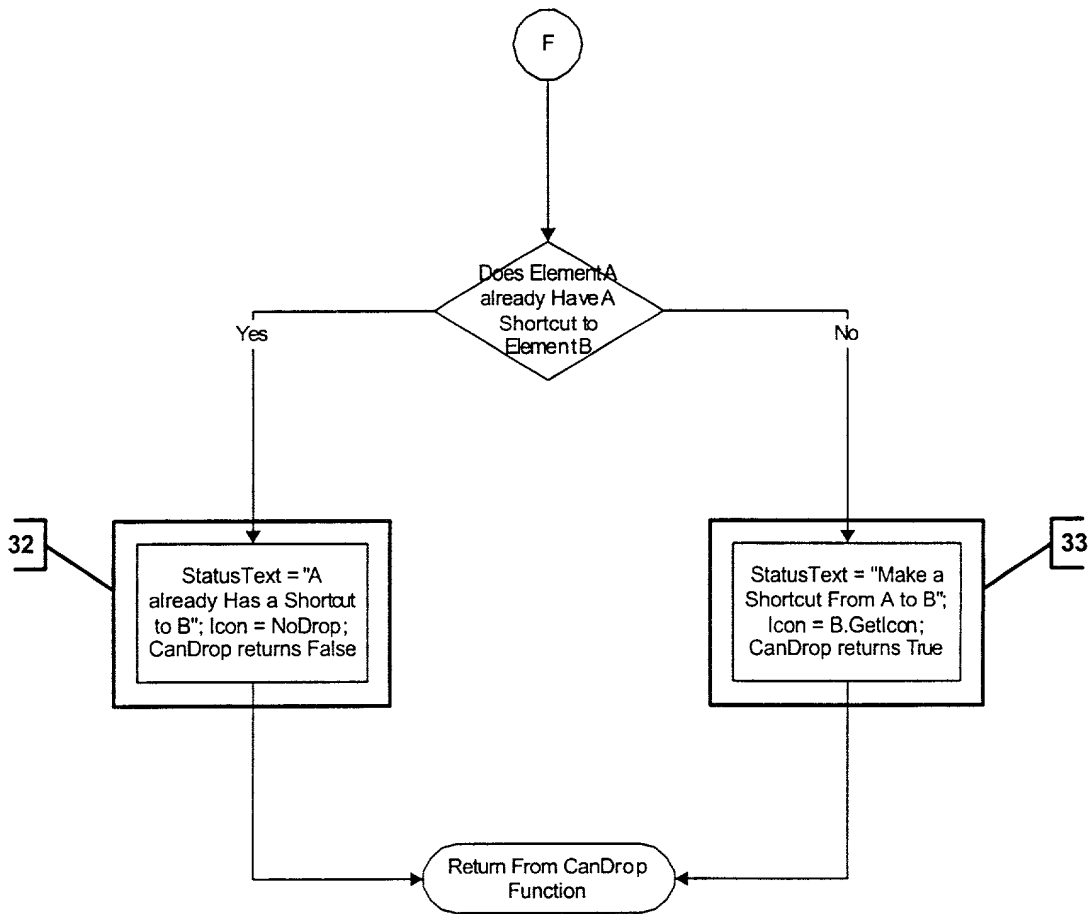 F
Does Element A
already Have A
Shortcut to
Element B
Yes
No
32
StatusText = "A
already Has a Shortcut
to B"; Icon = NoDrop;
CanDrop returns False
StatusText = "Make a
Shortcut From A to B";
Icon = B.GetIcon;
CanDrop returns True
33
Return From CanDrop
Function